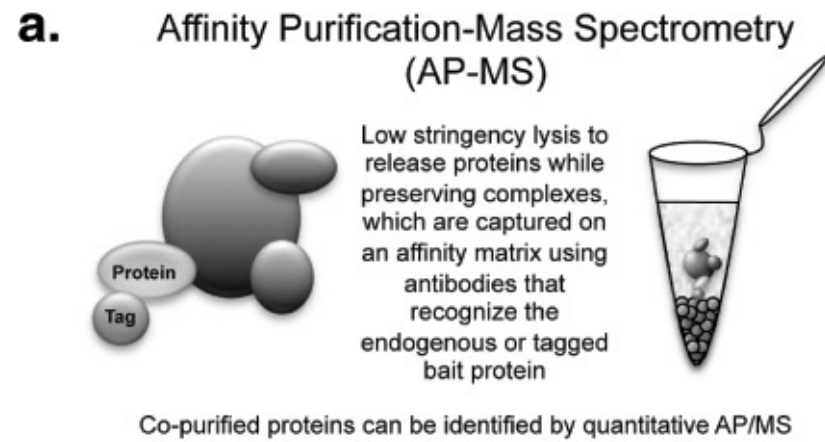 a.
Affinity Purification-Mass Spectrometry
(AP-MS)
Low stringency lysis to
release proteins while
preserving complexes,
which are captured on
an affinity matrix using
antibodies that
recognize the
endogenous or tagged
bait protein
Protein
Tag
Co-purified proteins can be identified by quantitative AP/MS